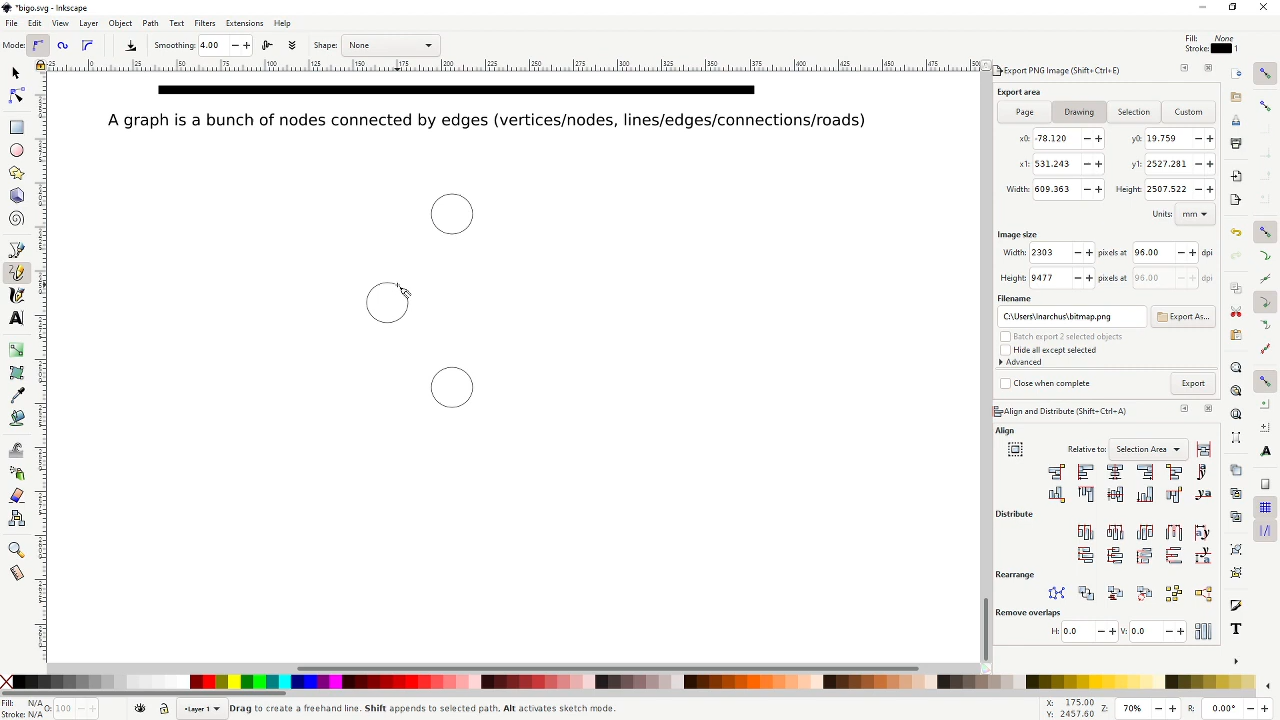 *bigo.svg - Inkscape
File Edit View Layer Object Path Text Filters Extensions Help
Mode: Smoothing: 4.00 Shape: None
Fill: None
Stroke: 1
A graph is a bunch of nodes connected by edges (vertices/nodes, lines/edges/connections/roads)
Export PNG Image (Shift+Ctrl+E)
Export area
Page Drawing Selection Custom
x0: -78.120 y0: 19.759
x1: 531.243 y1: 2527.281
Width: 609.363 Height: 2507.522
Units: mm
Image size
Width: 2303 pixels at 96.00 dpi
Height: 9477 pixels at 96.00 dpi
Filename
C:\Users\lnarchus\bitmap.png Export As...
Batch export 2 selected objects
Hide all except selected
Advanced
Close when complete Export
Align and Distribute (Shift+Ctrl+A)
Align
Relative to: Selection Area
Distribute
Rearrange
Remove overlaps
H: 0.0 V: 0.0
Fill: N/A
Stroke: N/A
O: 100
Layer 1
Drag to create a freehand line. Shift appends to selected path, Alt activates sketch mode.
X: 175.00
Y: 2457.60
Z: 70%
R: 0.00°